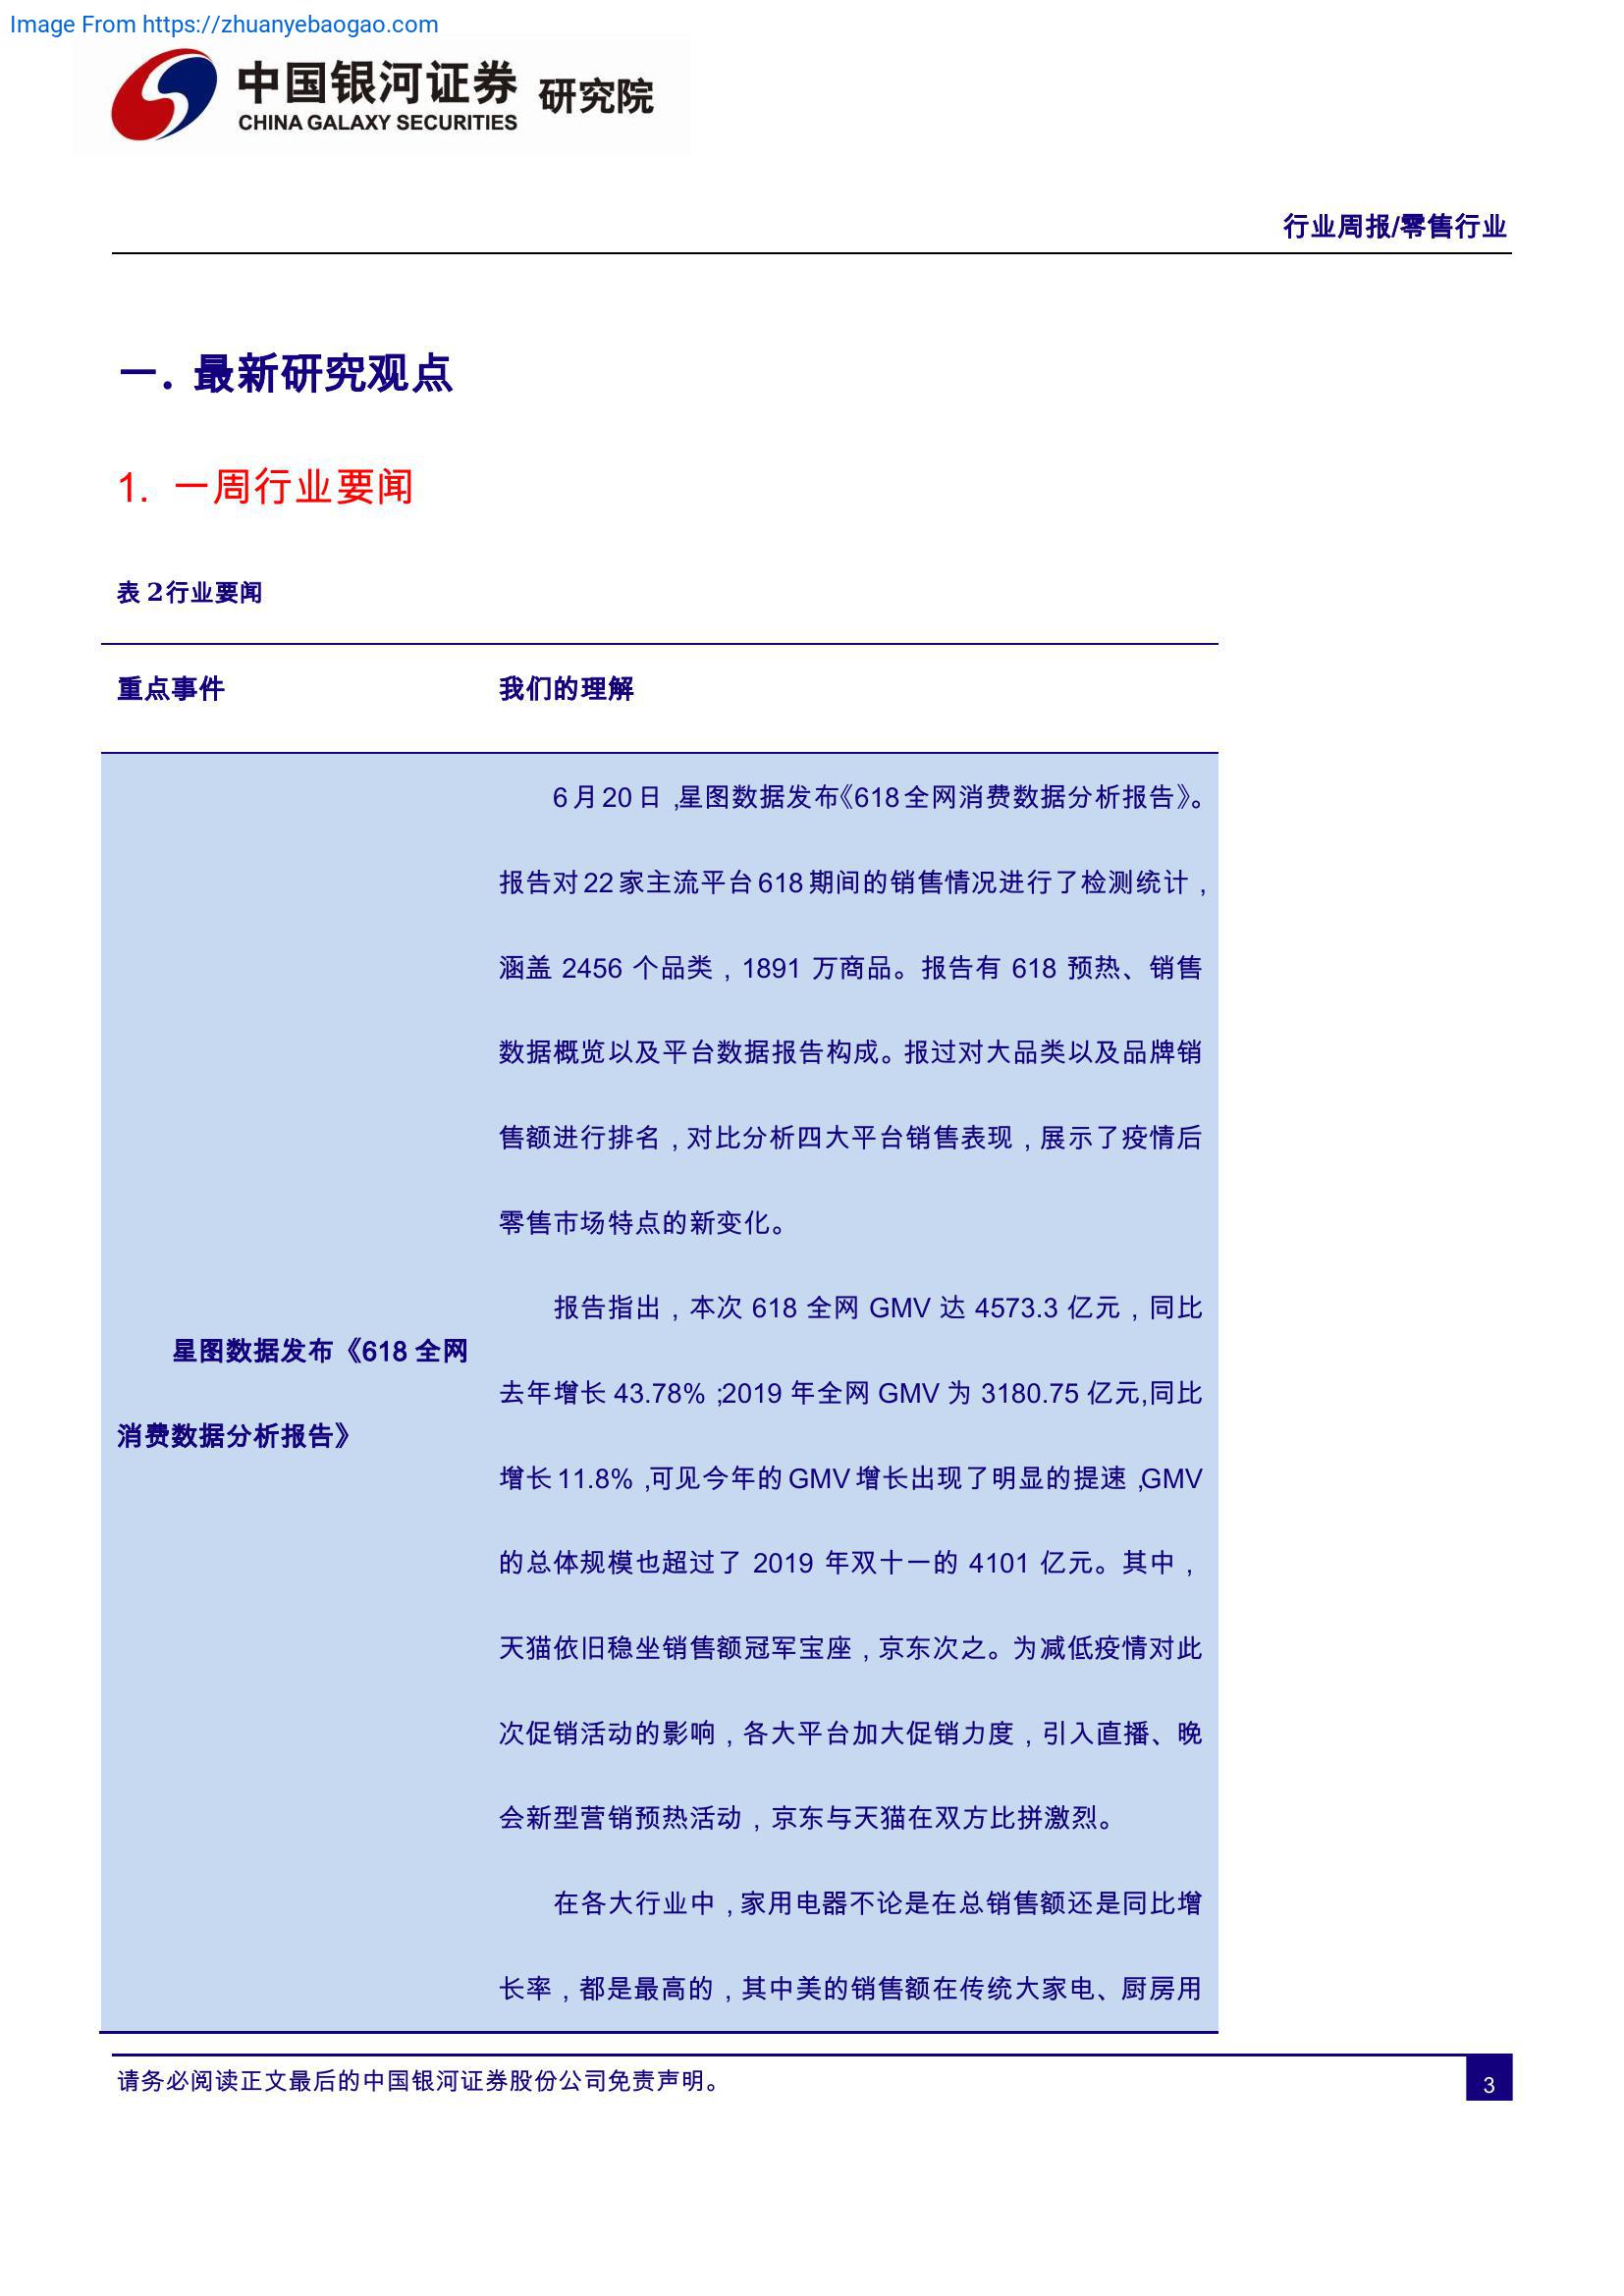 Image From https://zhuanyebaogao.com
中国银河证券 研究院
CHINA GALAXY SECURITIES
行业周报/零售行业
一. 最新研究观点
1. 一周行业要闻
表 2行业要闻
重点事件 我们的理解
星图数据发布《618 全网
消费数据分析报告》
6月20日,星图数据发布《618全网消费数据分析报告》。
报告对22家主流平台618期间的销售情况进行了检测统计,
涵盖 2456 个品类,1891 万商品。报告有 618 预热、销售
数据概览以及平台数据报告构成。报过对大品类以及品牌销
售额进行排名,对比分析四大平台销售表现,展示了疫情后
零售市场特点的新变化。
报告指出,本次 618 全网 GMV 达 4573.3 亿元,同比
去年增长 43.78%;2019 年全网 GMV 为 3180.75 亿元,同比
增长11.8%,可见今年的GMV增长出现了明显的提速,GMV
的总体规模也超过了 2019 年双十一的 4101 亿元。其中,
天猫依旧稳坐销售额冠军宝座,京东次之。为减低疫情对此
次促销活动的影响,各大平台加大促销力度,引入直播、晚
会新型营销预热活动,京东与天猫在双方比拼激烈。
在各大行业中,家用电器不论是在总销售额还是同比增
长率,都是最高的,其中美的销售额在传统大家电、厨房用
请务必阅读正文最后的中国银河证券股份公司免责声明。
3